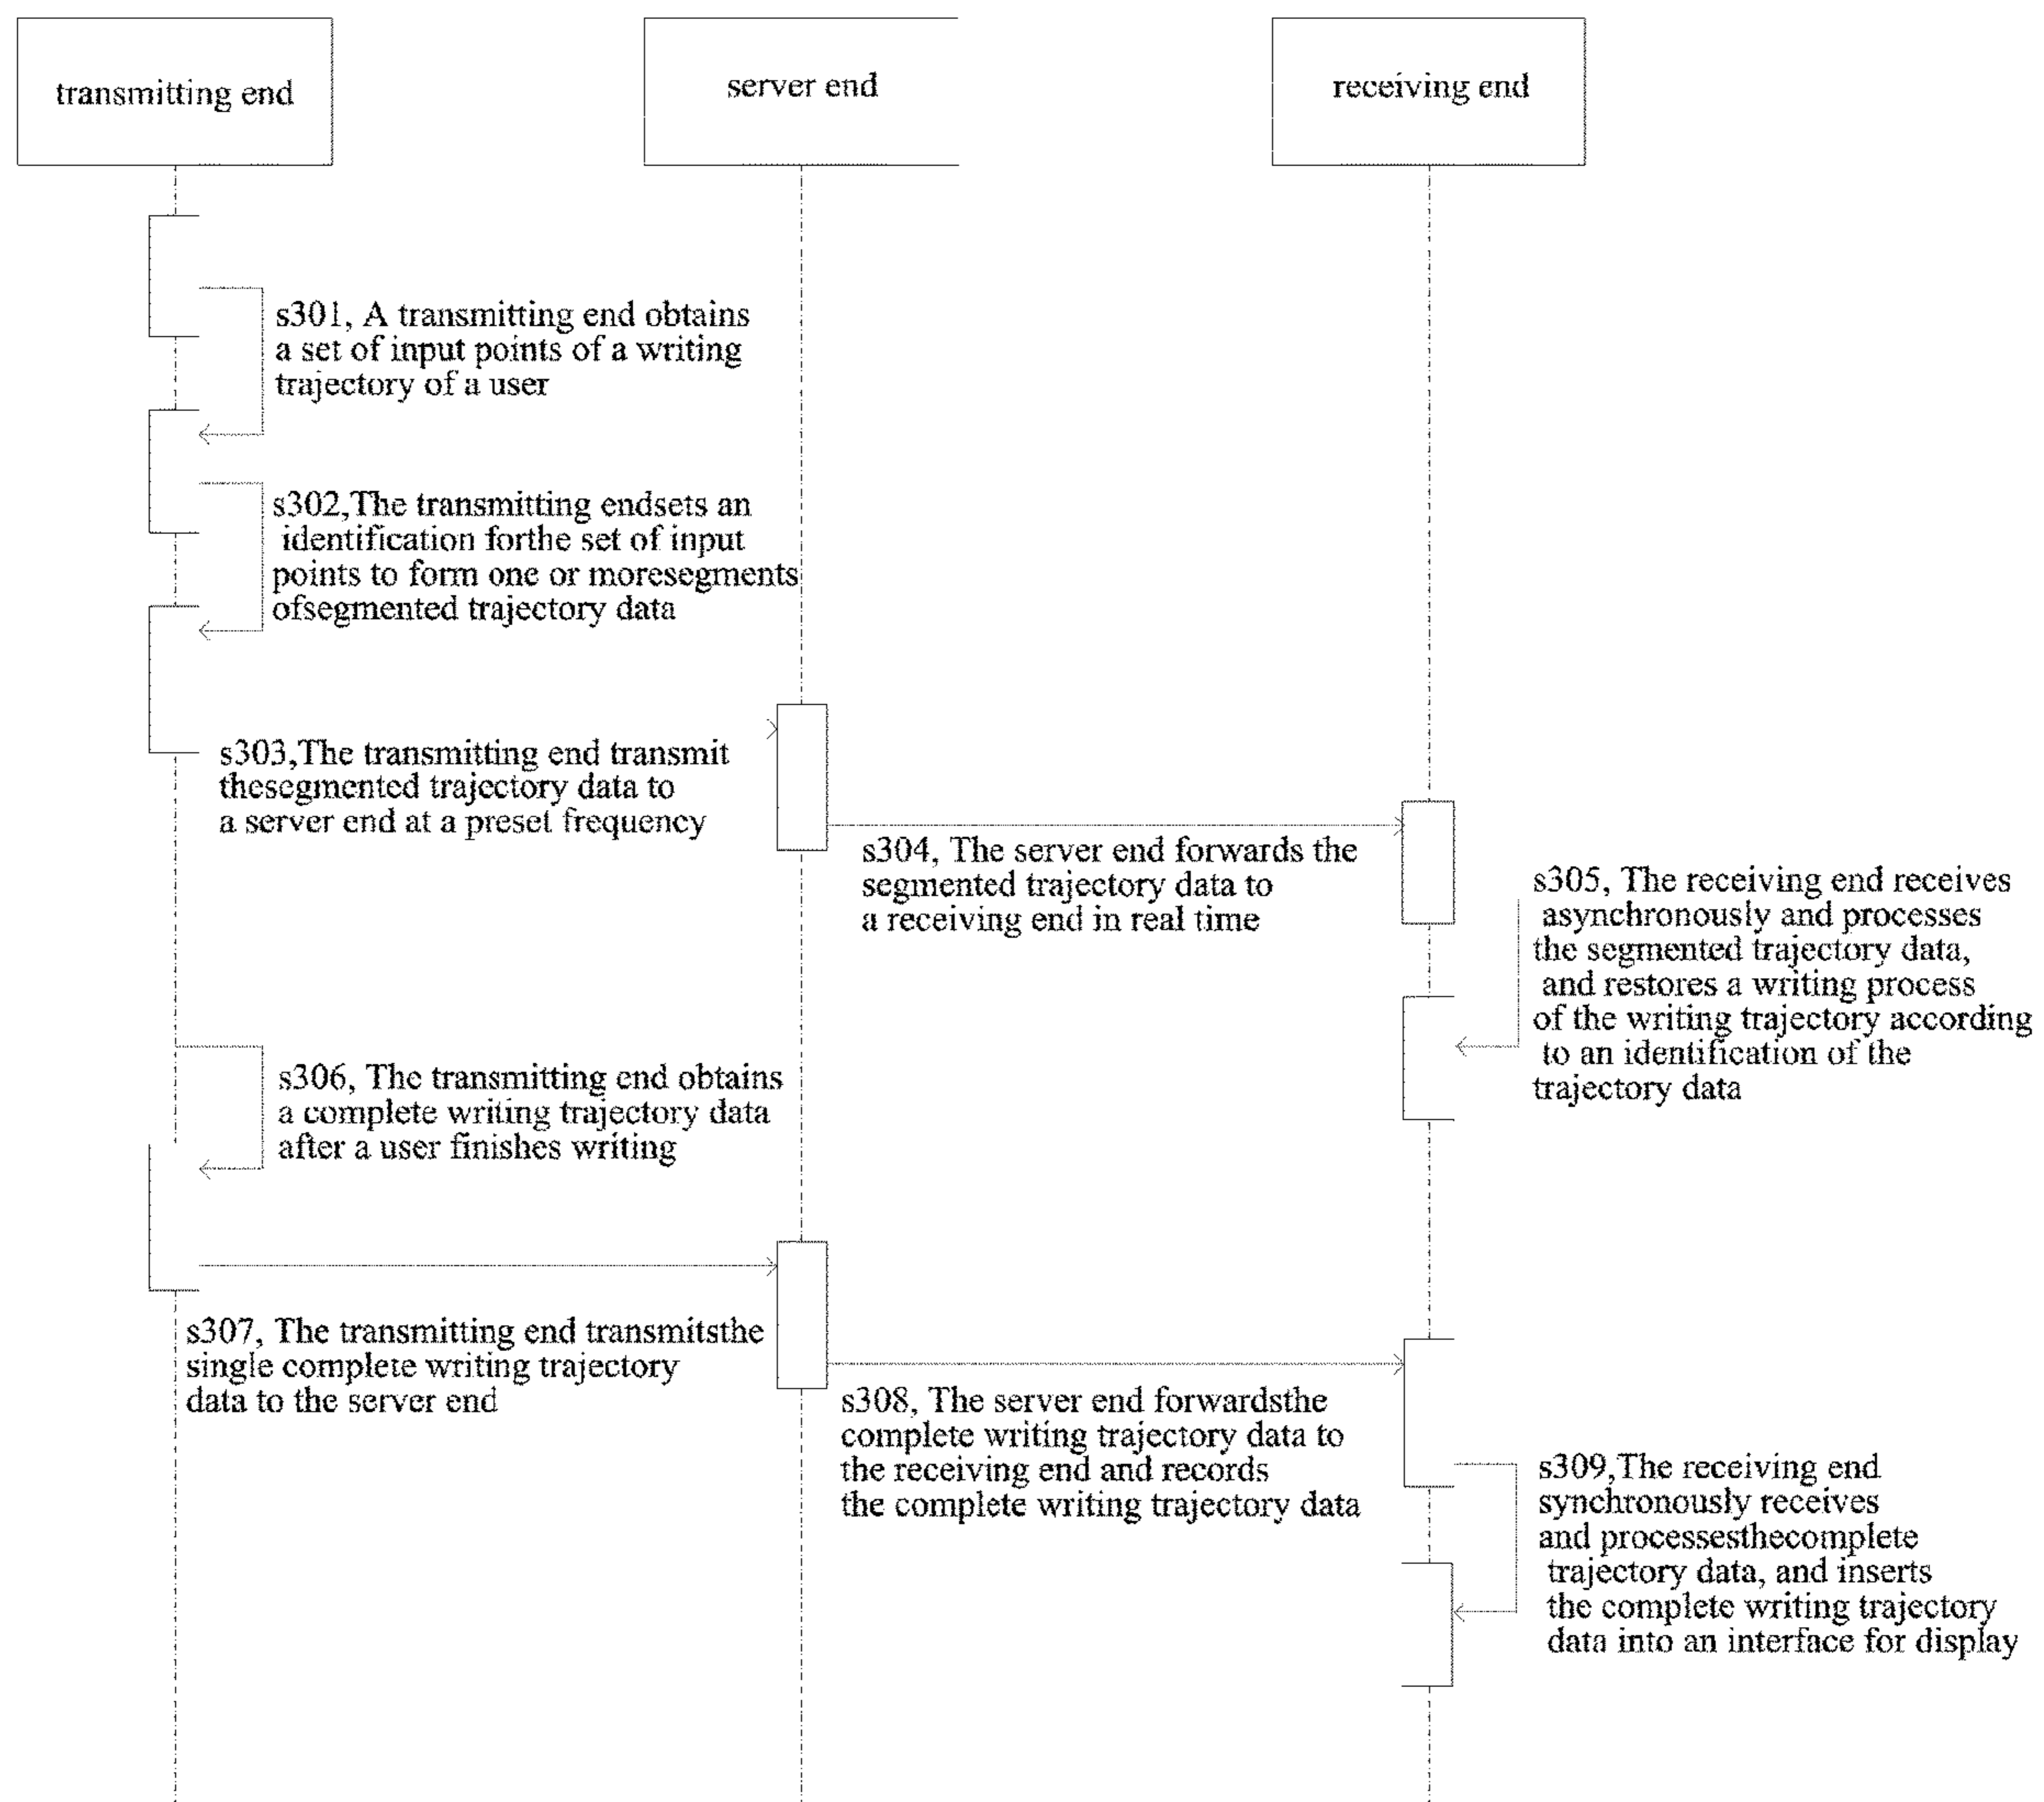 transmitting end
server end
receiving end
s301, A transmitting end obtains
a set of input points of a writing
trajectory of a user
s302,The transmitting endsets an
identification forthe set of input
points to form one or moresegments
ofsegmented trajectory data
s303,The transmitting end transmit
thesegmented trajectory data to
a server end at a preset frequency
s304, The server end forwards the
segmented trajectory data to
a receiving end in real time
s305, The receiving end receives
asynchronously and processes
the segmented trajectory data,
and restores a writing process
of the writing trajectory according
to an identification of the
trajectory data
s306, The transmitting end obtains
a complete writing trajectory data
after a user finishes writing
s307, The transmitting end transmitsthe
single complete writing trajectory
data to the server end
s308, The server end forwardsthe
complete writing trajectory data to
the receiving end and records
the complete writing trajectory data
s309,The receiving end
synchronously receives
and processesthecomplete
trajectory data, and inserts
the complete writing trajectory
data into an interface for display